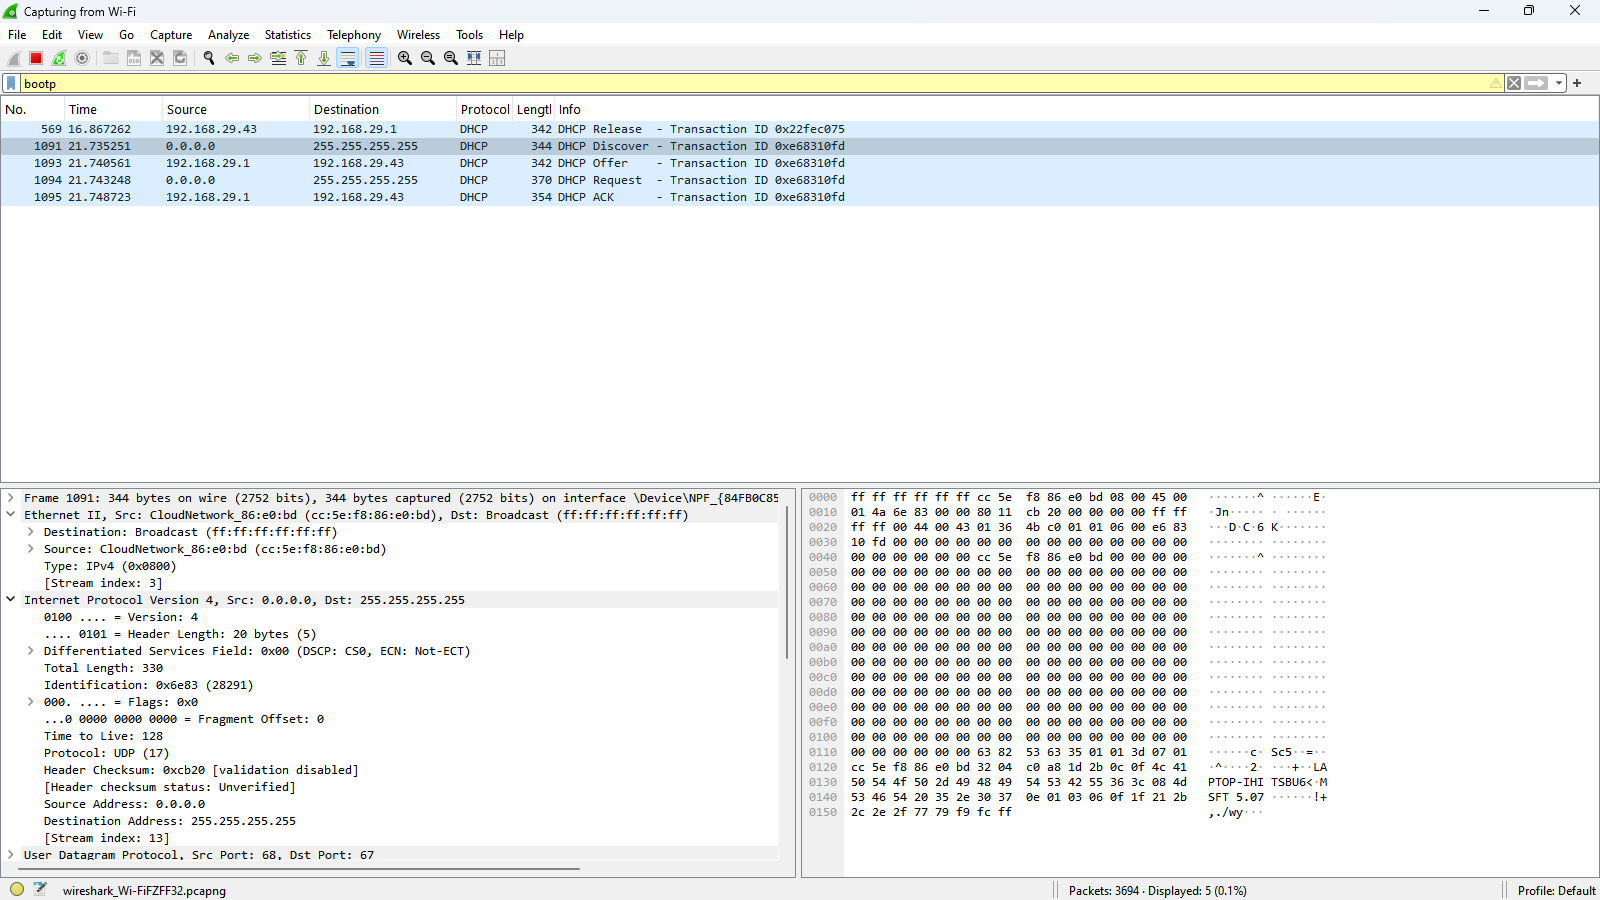 Capturing from Wi-Fi
File Edit View Go Capture Analyze Statistics Telephony Wireless Tools Help
bootp
No. Time Source Destination Protocol Lengtl Info
569 16.867262 192.168.29.43 192.168.29.1 DHCP 342 DHCP Release - Transaction ID 0x22fec075
1091 21.735251 0.0.0.0 255.255.255.255 DHCP 344 DHCP Discover - Transaction ID 0xe68310fd
1093 21.740561 192.168.29.1 192.168.29.43 DHCP 342 DHCP Offer - Transaction ID 0xe68310fd
1094 21.743248 0.0.0.0 255.255.255.255 DHCP 370 DHCP Request - Transaction ID 0xe68310fd
1095 21.748723 192.168.29.1 192.168.29.43 DHCP 354 DHCP ACK - Transaction ID 0xe68310fd
Frame 1091: 344 bytes on wire (2752 bits), 344 bytes captured (2752 bits) on interface \Device\NPF_{84FB0C85
Ethernet II, Src: CloudNetwork_86:e0:bd (cc:5e:f8:86:e0:bd), Dst: Broadcast (ff:ff:ff:ff:ff:ff)
Destination: Broadcast (ff:ff:ff:ff:ff:ff)
Source: CloudNetwork_86:e0:bd (cc:5e:f8:86:e0:bd)
Type: IPv4 (0x0800)
[Stream index: 3]
Internet Protocol Version 4, Src: 0.0.0.0, Dst: 255.255.255.255
0100 .... = Version: 4
.... 0101 = Header Length: 20 bytes (5)
Differentiated Services Field: 0x00 (DSCP: CS0, ECN: Not-ECT)
Total Length: 330
Identification: 0x6e83 (28291)
000. .... = Flags: 0x0
...0 0000 0000 0000 = Fragment Offset: 0
Time to Live: 128
Protocol: UDP (17)
Header Checksum: 0xcb20 [validation disabled]
[Header checksum status: Unverified]
Source Address: 0.0.0.0
Destination Address: 255.255.255.255
[Stream index: 13]
User Datagram Protocol, Src Port: 68, Dst Port: 67
0000 ff ff ff ff ff ff cc 5e f8 86 e0 bd 08 00 45 00 ·······^ ······E·
0010 01 4a 6e 83 00 00 80 11 cb 20 00 00 00 00 ff ff ·Jn····· ········
0020 ff ff 00 44 00 43 01 36 4b c0 01 01 06 00 e6 83 ···D·C·6 K·······
0030 10 fd 00 00 00 00 00 00 00 00 00 00 00 00 00 00 ········ ········
0040 00 00 00 00 00 00 cc 5e f8 86 e0 bd 00 00 00 00 ·······^ ········
0050 00 00 00 00 00 00 00 00 00 00 00 00 00 00 00 00 ········ ········
0060 00 00 00 00 00 00 00 00 00 00 00 00 00 00 00 00 ········ ········
0070 00 00 00 00 00 00 00 00 00 00 00 00 00 00 00 00 ········ ········
0080 00 00 00 00 00 00 00 00 00 00 00 00 00 00 00 00 ········ ········
0090 00 00 00 00 00 00 00 00 00 00 00 00 00 00 00 00 ········ ········
00a0 00 00 00 00 00 00 00 00 00 00 00 00 00 00 00 00 ········ ········
00b0 00 00 00 00 00 00 00 00 00 00 00 00 00 00 00 00 ········ ········
00c0 00 00 00 00 00 00 00 00 00 00 00 00 00 00 00 00 ········ ········
00d0 00 00 00 00 00 00 00 00 00 00 00 00 00 00 00 00 ········ ········
00e0 00 00 00 00 00 00 00 00 00 00 00 00 00 00 00 00 ········ ········
00f0 00 00 00 00 00 00 00 00 00 00 00 00 00 00 00 00 ········ ········
0100 00 00 00 00 00 00 00 00 00 00 00 00 00 00 00 00 ········ ········
0110 00 00 00 00 00 00 63 82 53 63 35 01 01 3d 07 01 ······c· Sc5··=··
0120 cc 5e f8 86 e0 bd 32 04 c0 a8 1d 2b 0c 0f 4c 41 ·^····2· ···+··LA
0130 50 54 4f 50 2d 49 48 49 54 53 42 55 36 3c 08 4d PTOP-IHI TSBU6<·M
0140 53 46 54 20 35 2e 30 37 0e 01 03 06 0f 1f 21 2b SFT 5.07 ······!+
0150 2c 2e 2f 77 79 f9 fc ff ,./wy···
wireshark_Wi-FiFZFF32.pcapng
Packets: 3694 · Displayed: 5 (0.1%)
Profile: Default